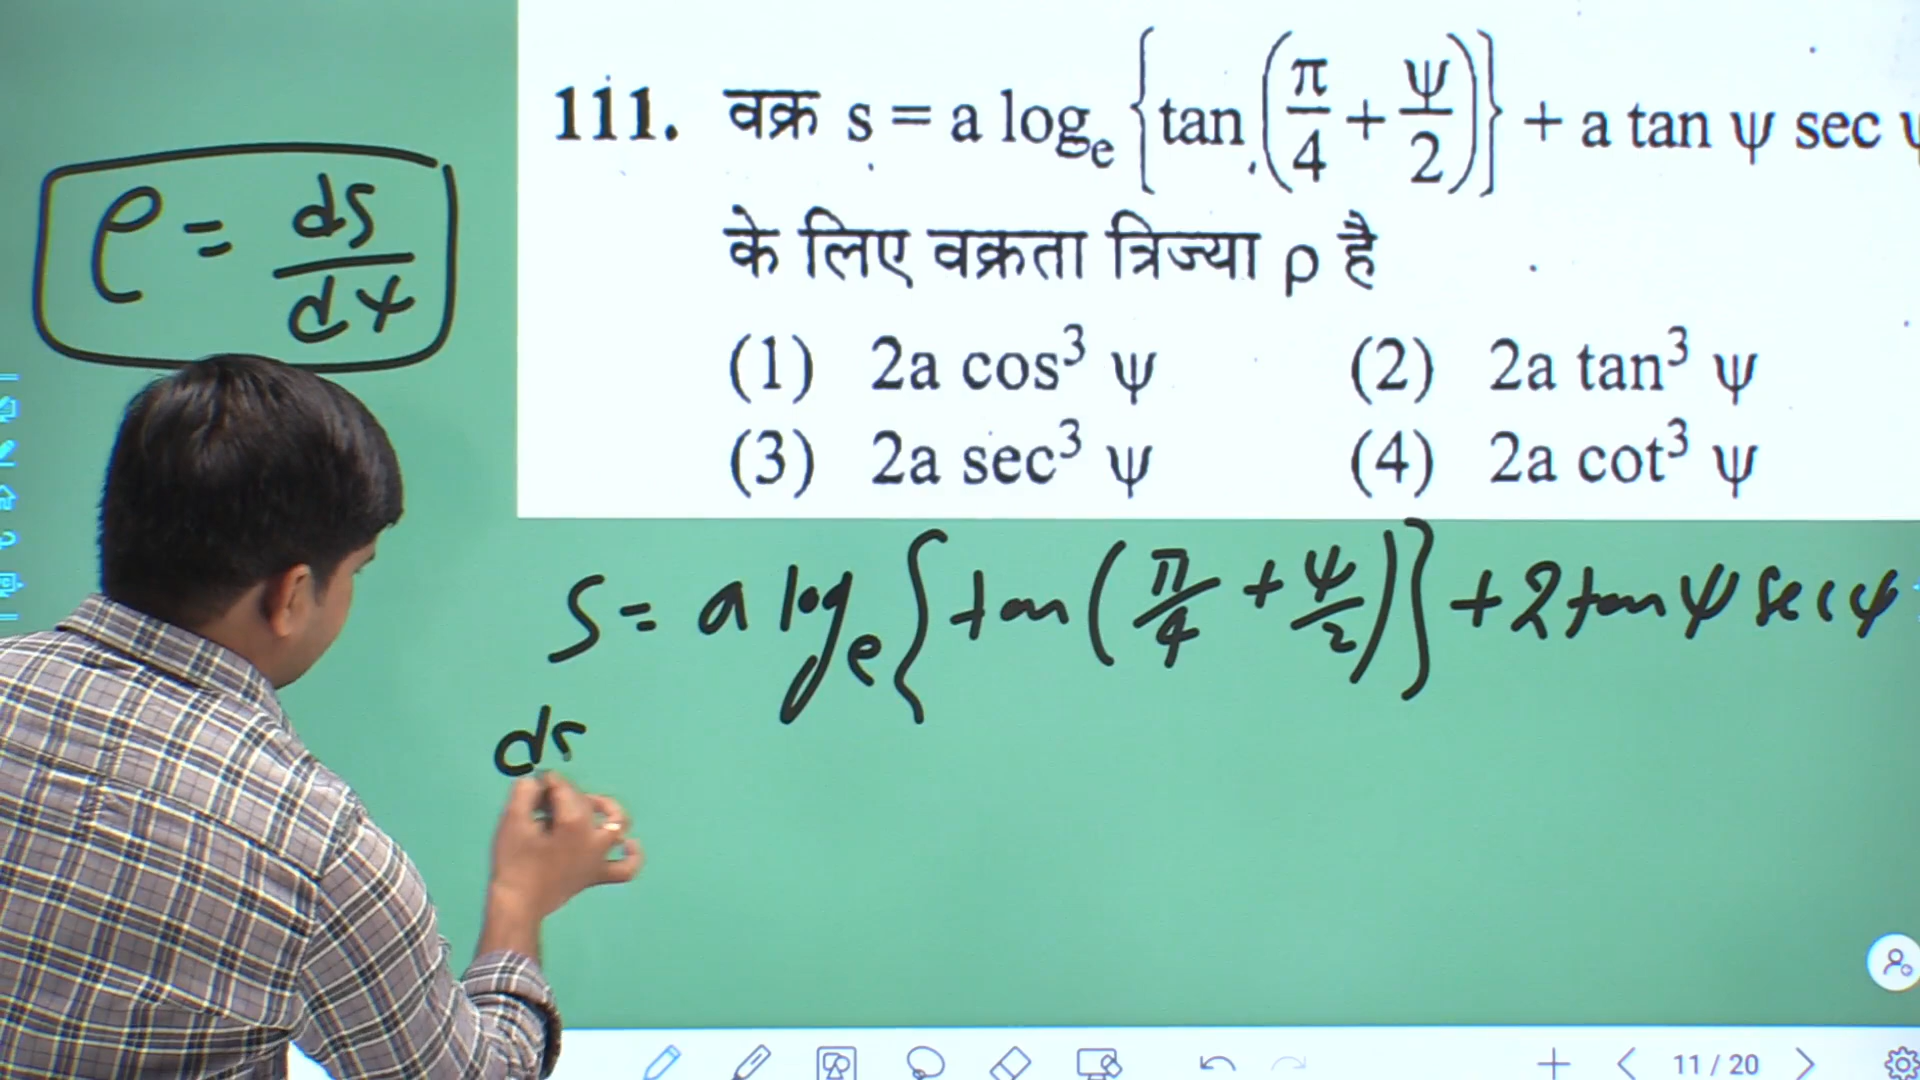 111. वक्र s = a logₑ {tan (π/4 + ψ/2)} + a tan ψ sec ψ
के लिए वक्रता त्रिज्या ρ है
(1) 2a cos³ ψ (2) 2a tan³ ψ
(3) 2a sec³ ψ (4) 2a cot³ ψ
ρ = ds/dψ
S = a logₑ {tan (π/4 + ψ/2)} + 2 tan ψ sec ψ
ds
11 / 20